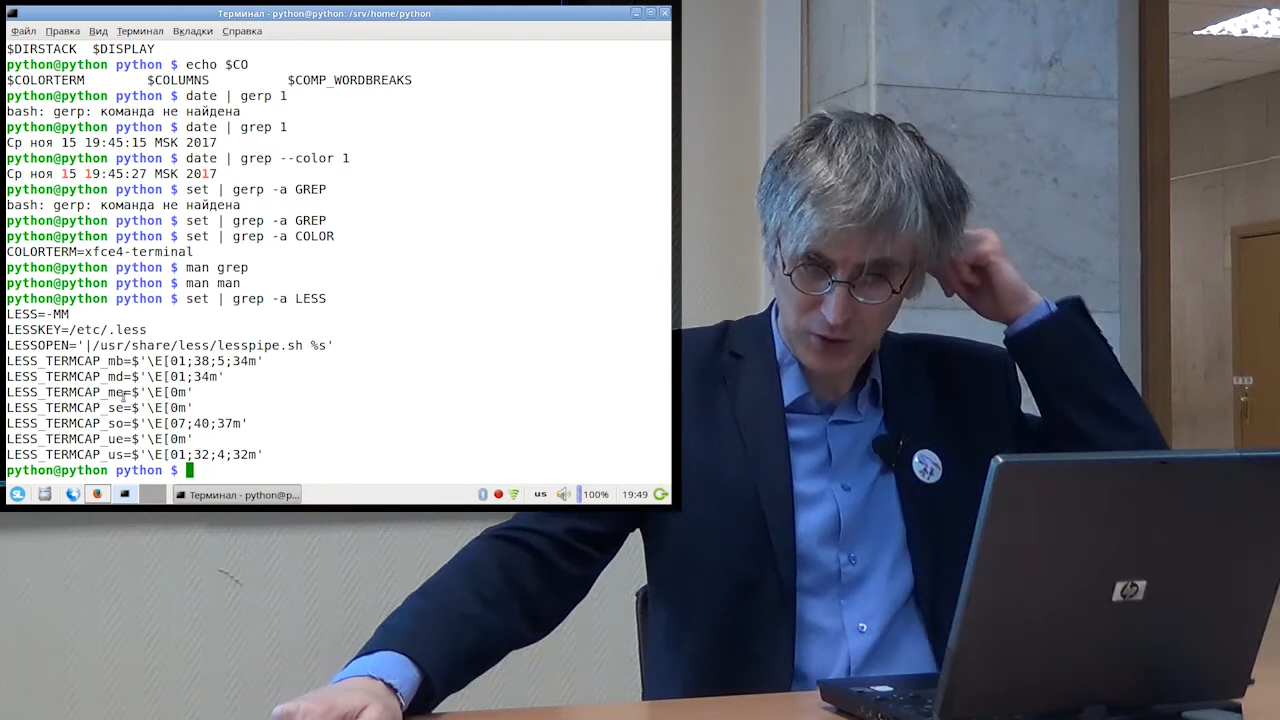 Терминал - python@python: /srv/home/python
Файл Правка Вид Терминал Вкладки Справка
$DIRSTACK $DISPLAY
python@python python $ echo $CO
$COLORTERM $COLUMNS $COMP_WORDBREAKS
python@python python $ date | gerp 1
bash: gerp: команда не найдена
python@python python $ date | grep 1
Ср ноя 15 19:45:15 MSK 2017
python@python python $ date | grep --color 1
Ср ноя 15 19:45:27 MSK 2017
python@python python $ set | gerp -a GREP
bash: gerp: команда не найдена
python@python python $ set | grep -a GREP
python@python python $ set | grep -a COLOR
COLORTERM=xfce4-terminal
python@python python $ man grep
python@python python $ man man
python@python python $ set | grep -a LESS
LESS=-MM
LESSKEY=/etc/.less
LESSOPEN='|/usr/share/less/lesspipe.sh %s'
LESS_TERMCAP_mb=$'\E[01;38;5;34m'
LESS_TERMCAP_md=$'\E[01;34m'
LESS_TERMCAP_me=$'\E[0m'
LESS_TERMCAP_se=$'\E[0m'
LESS_TERMCAP_so=$'\E[07;40;37m'
LESS_TERMCAP_ue=$'\E[0m'
LESS_TERMCAP_us=$'\E[01;32;4;32m'
python@python python $
Терминал - python@p... us 100% 19:49
hp